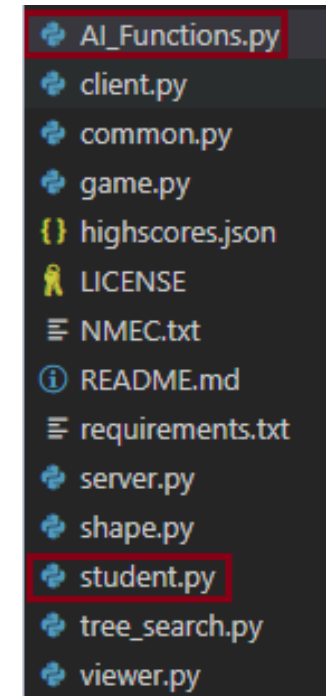 AI_Functions.py
client.py
common.py
game.py
{} highscores.json
LICENSE
NMEC.txt
README.md
requirements.txt
server.py
shape.py
student.py
tree_search.py
viewer.py